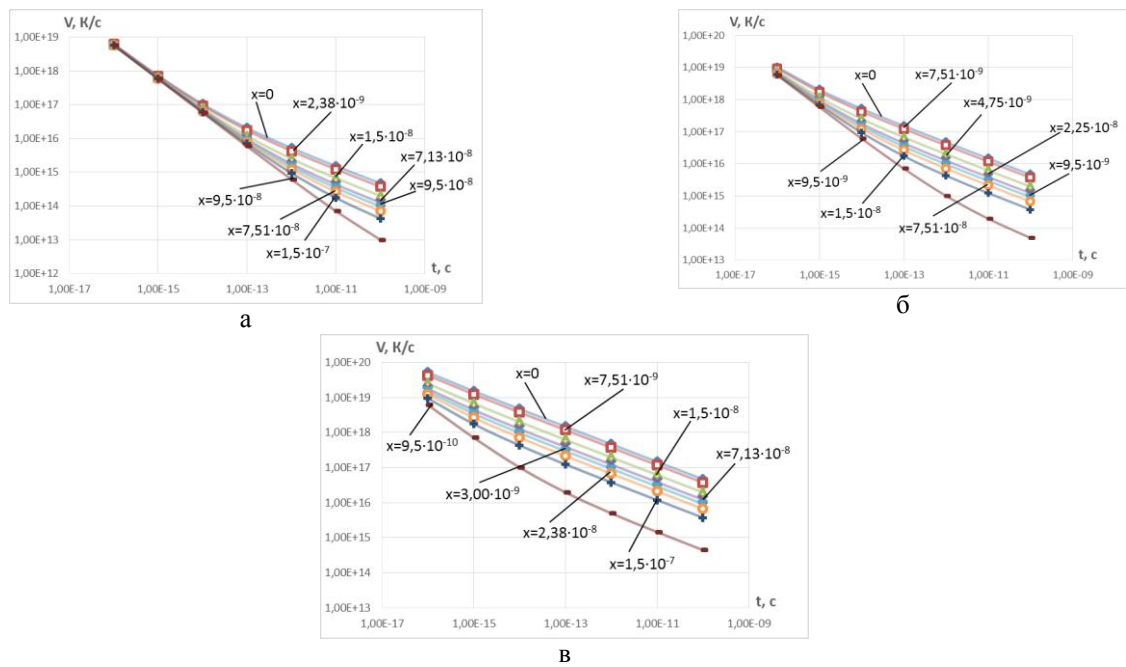 V, K/c
1,00E+19
1,00E+18
1,00E+17
1,00E+16
1,00E+15
1,00E+14
1,00E+13
1,00E+12
1,00E-17
1,00E-15
1,00E-13
1,00E-11
1,00E-09
t, c
x=0
x=2,38·10⁻⁹
x=1,5·10⁻⁸
x=7,13·10⁻⁸
x=9,5·10⁻⁸
x=9,5·10⁻⁸
x=7,51·10⁻⁸
x=1,5·10⁻⁷
а
V, K/c
1,00E+20
1,00E+19
1,00E+18
1,00E+17
1,00E+16
1,00E+15
1,00E+14
1,00E+13
1,00E-17
1,00E-15
1,00E-13
1,00E-11
1,00E-09
t, c
x=0
x=7,51·10⁻⁹
x=4,75·10⁻⁹
x=2,25·10⁻⁸
x=9,5·10⁻⁹
x=9,5·10⁻⁹
x=1,5·10⁻⁸
x=7,51·10⁻⁸
б
V, K/c
1,00E+20
1,00E+19
1,00E+18
1,00E+17
1,00E+16
1,00E+15
1,00E+14
1,00E+13
1,00E-17
1,00E-15
1,00E-13
1,00E-11
1,00E-09
t, c
x=0
x=7,51·10⁻⁹
x=1,5·10⁻⁸
x=7,13·10⁻⁸
x=9,5·10⁻¹⁰
x=3,00·10⁻⁹
x=2,38·10⁻⁸
x=1,5·10⁻⁷
в